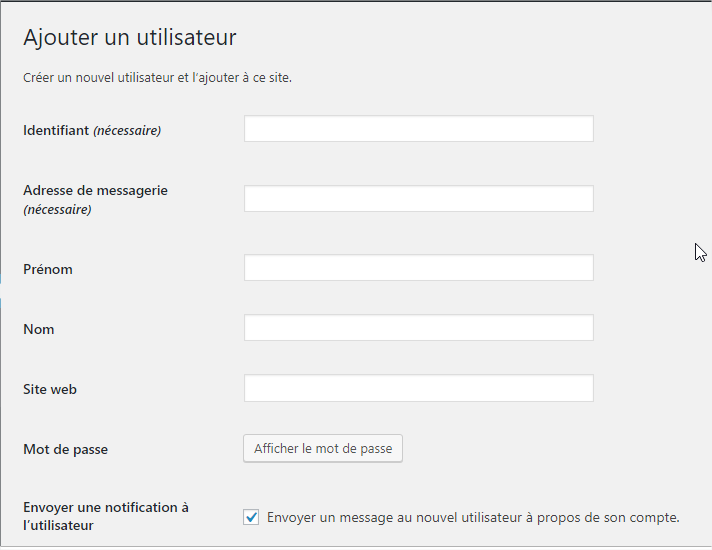 Ajouter un utilisateur
Créer un nouvel utilisateur et l’ajouter à ce site.
Identifiant (nécessaire)
Adresse de messagerie
(nécessaire)
Prénom
Nom
Site web
Mot de passe
Afficher le mot de passe
Envoyer une notification à
l’utilisateur
Envoyer un message au nouvel utilisateur à propos de son compte.